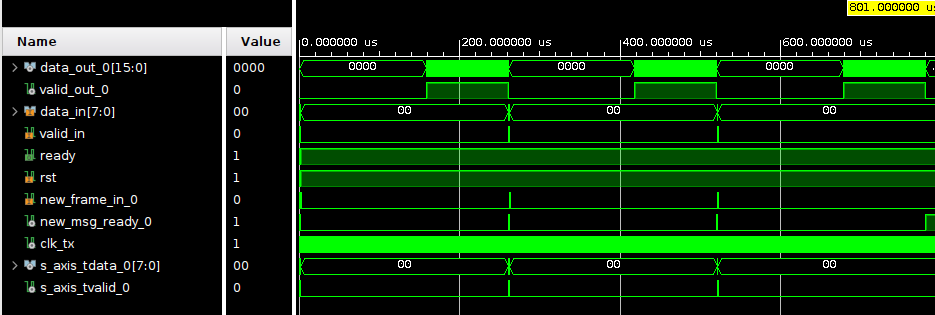 801.000000 us
Name Value 0.000000 us 200.000000 us 400.000000 us 600.000000 us
data_out_0[15:0] 0000 0000 0000 0000
valid_out_0 0
data_in[7:0] 00 00 00 00
valid_in 0
ready 1
rst 1
new_frame_in_0 0
new_msg_ready_0 1
clk_tx 1
s_axis_tdata_0[7:0] 00 00 00 00
s_axis_tvalid_0 0